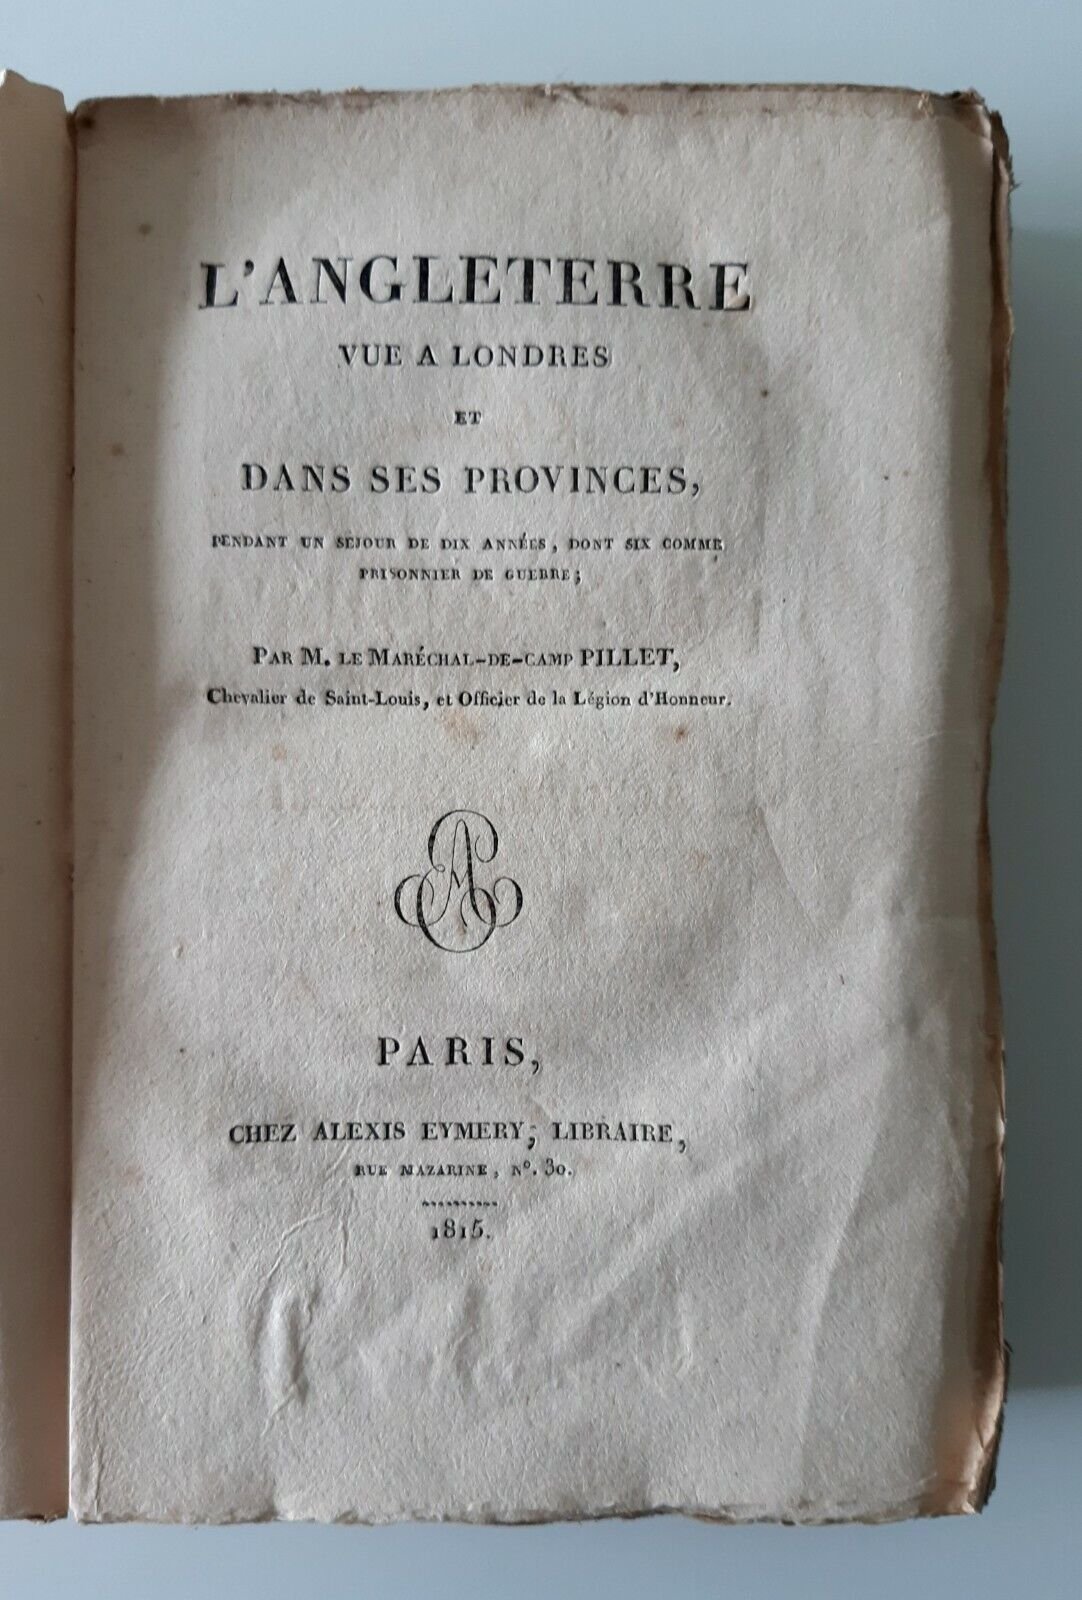 L'ANGLETERRE
VUE A LONDRES
ET
DANS SES PROVINCES,
PENDANT UN SÉJOUR DE DIX ANNÉES, DONT SIX COMME
PRISONNIER DE GUERRE;
PAR M. LE MARÉCHAL-DE-CAMP PILLET,
Chevalier de Saint-Louis, et Officier de la Légion d'Honneur.
AE
PARIS,
CHEZ ALEXIS EYMERY, LIBRAIRE,
RUE MAZARINE, N°. 30.
1815.